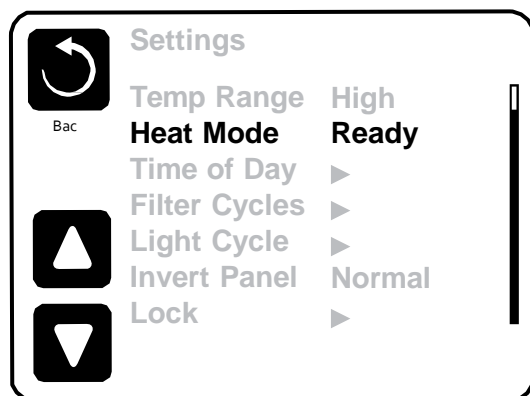 Settings
Temp Range High
Bac
Heat Mode Ready
Time of Day ▶
Filter Cycles ▶
Light Cycle ▶
Invert Panel Normal
Lock ▶